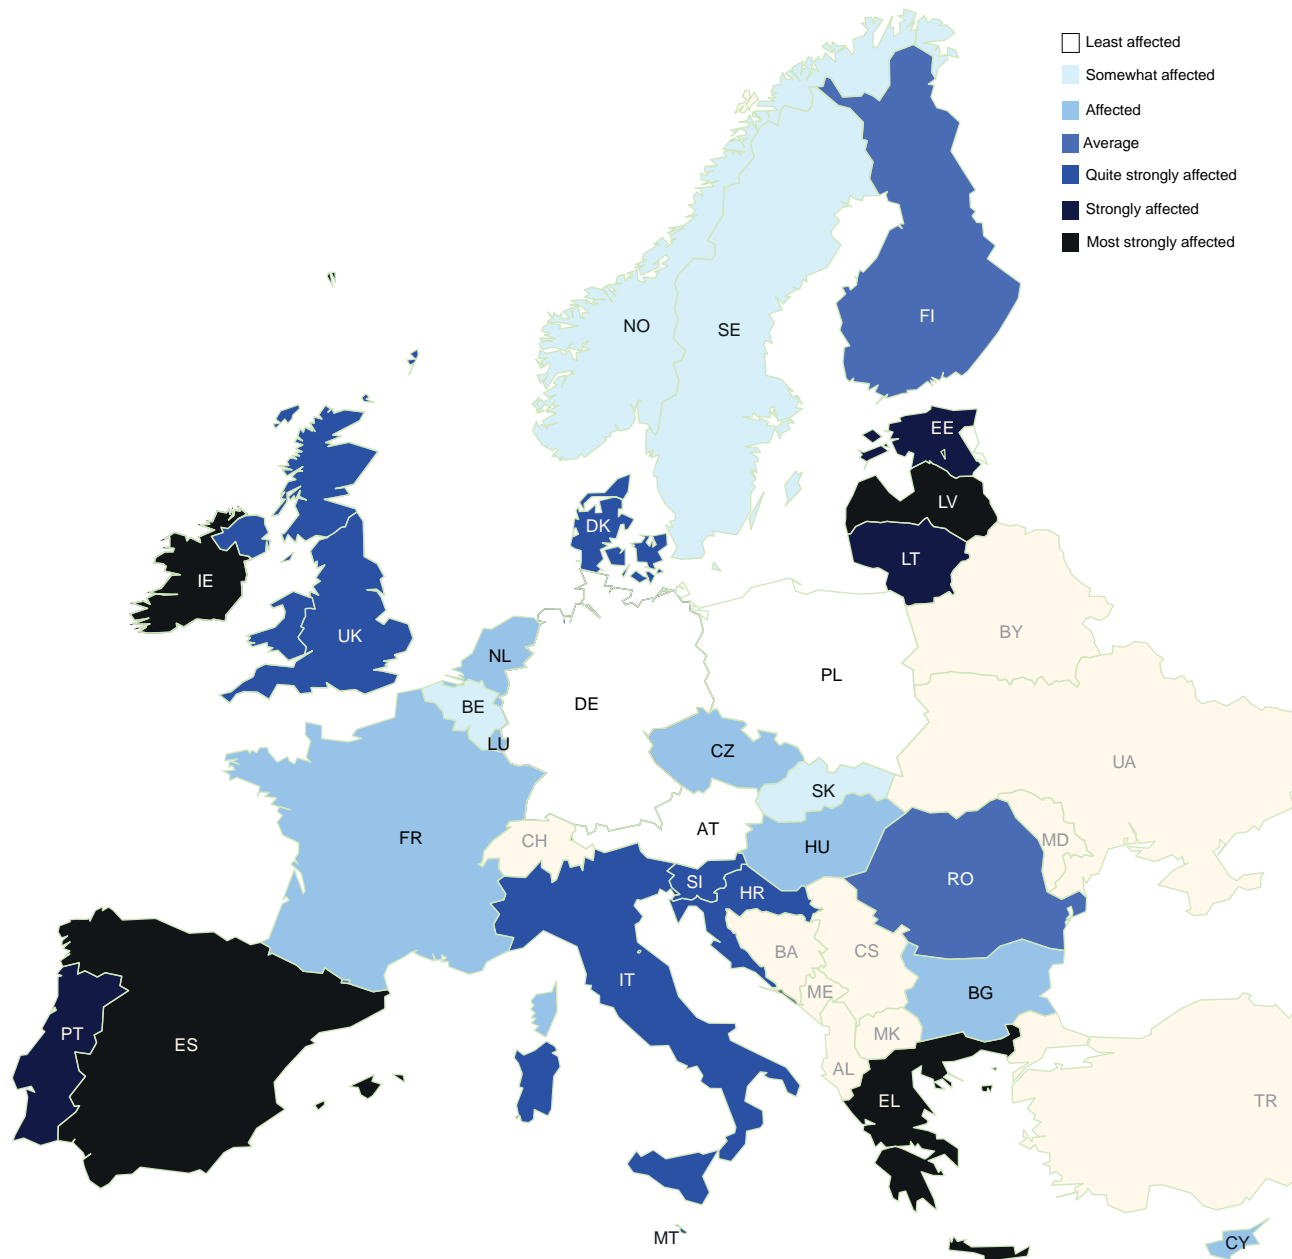 Least affected
Somewhat affected
Affected
Average
Quite strongly affected
Strongly affected
Most strongly affected
NO
SE
FI
EE
LV
LT
DK
IE
UK
BY
NL
PL
BE
DE
LU
CZ
UA
SK
AT
FR
CH
HU
MD
SI
HR
RO
BA
CS
IT
ME
BG
PT
ES
MK
AL
EL
TR
MT
CY